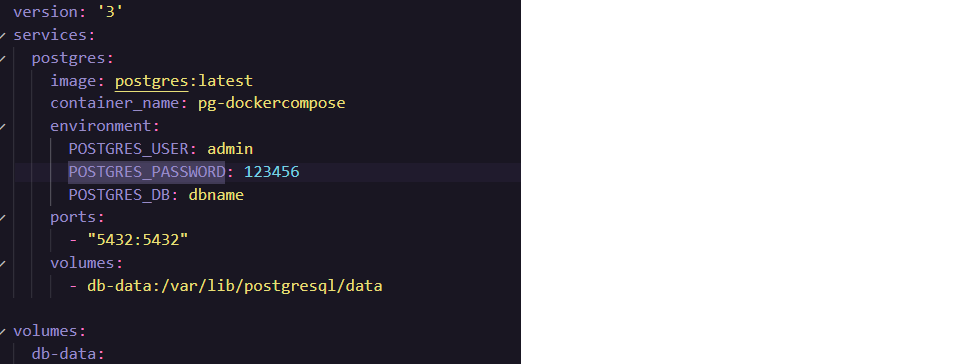 version: '3'
services:
  postgres:
    image: postgres:latest
    container_name: pg-dockercompose
    environment:
      POSTGRES_USER: admin
      POSTGRES_PASSWORD: 123456
      POSTGRES_DB: dbname
    ports:
      - "5432:5432"
    volumes:
      - db-data:/var/lib/postgresql/data

volumes:
  db-data: